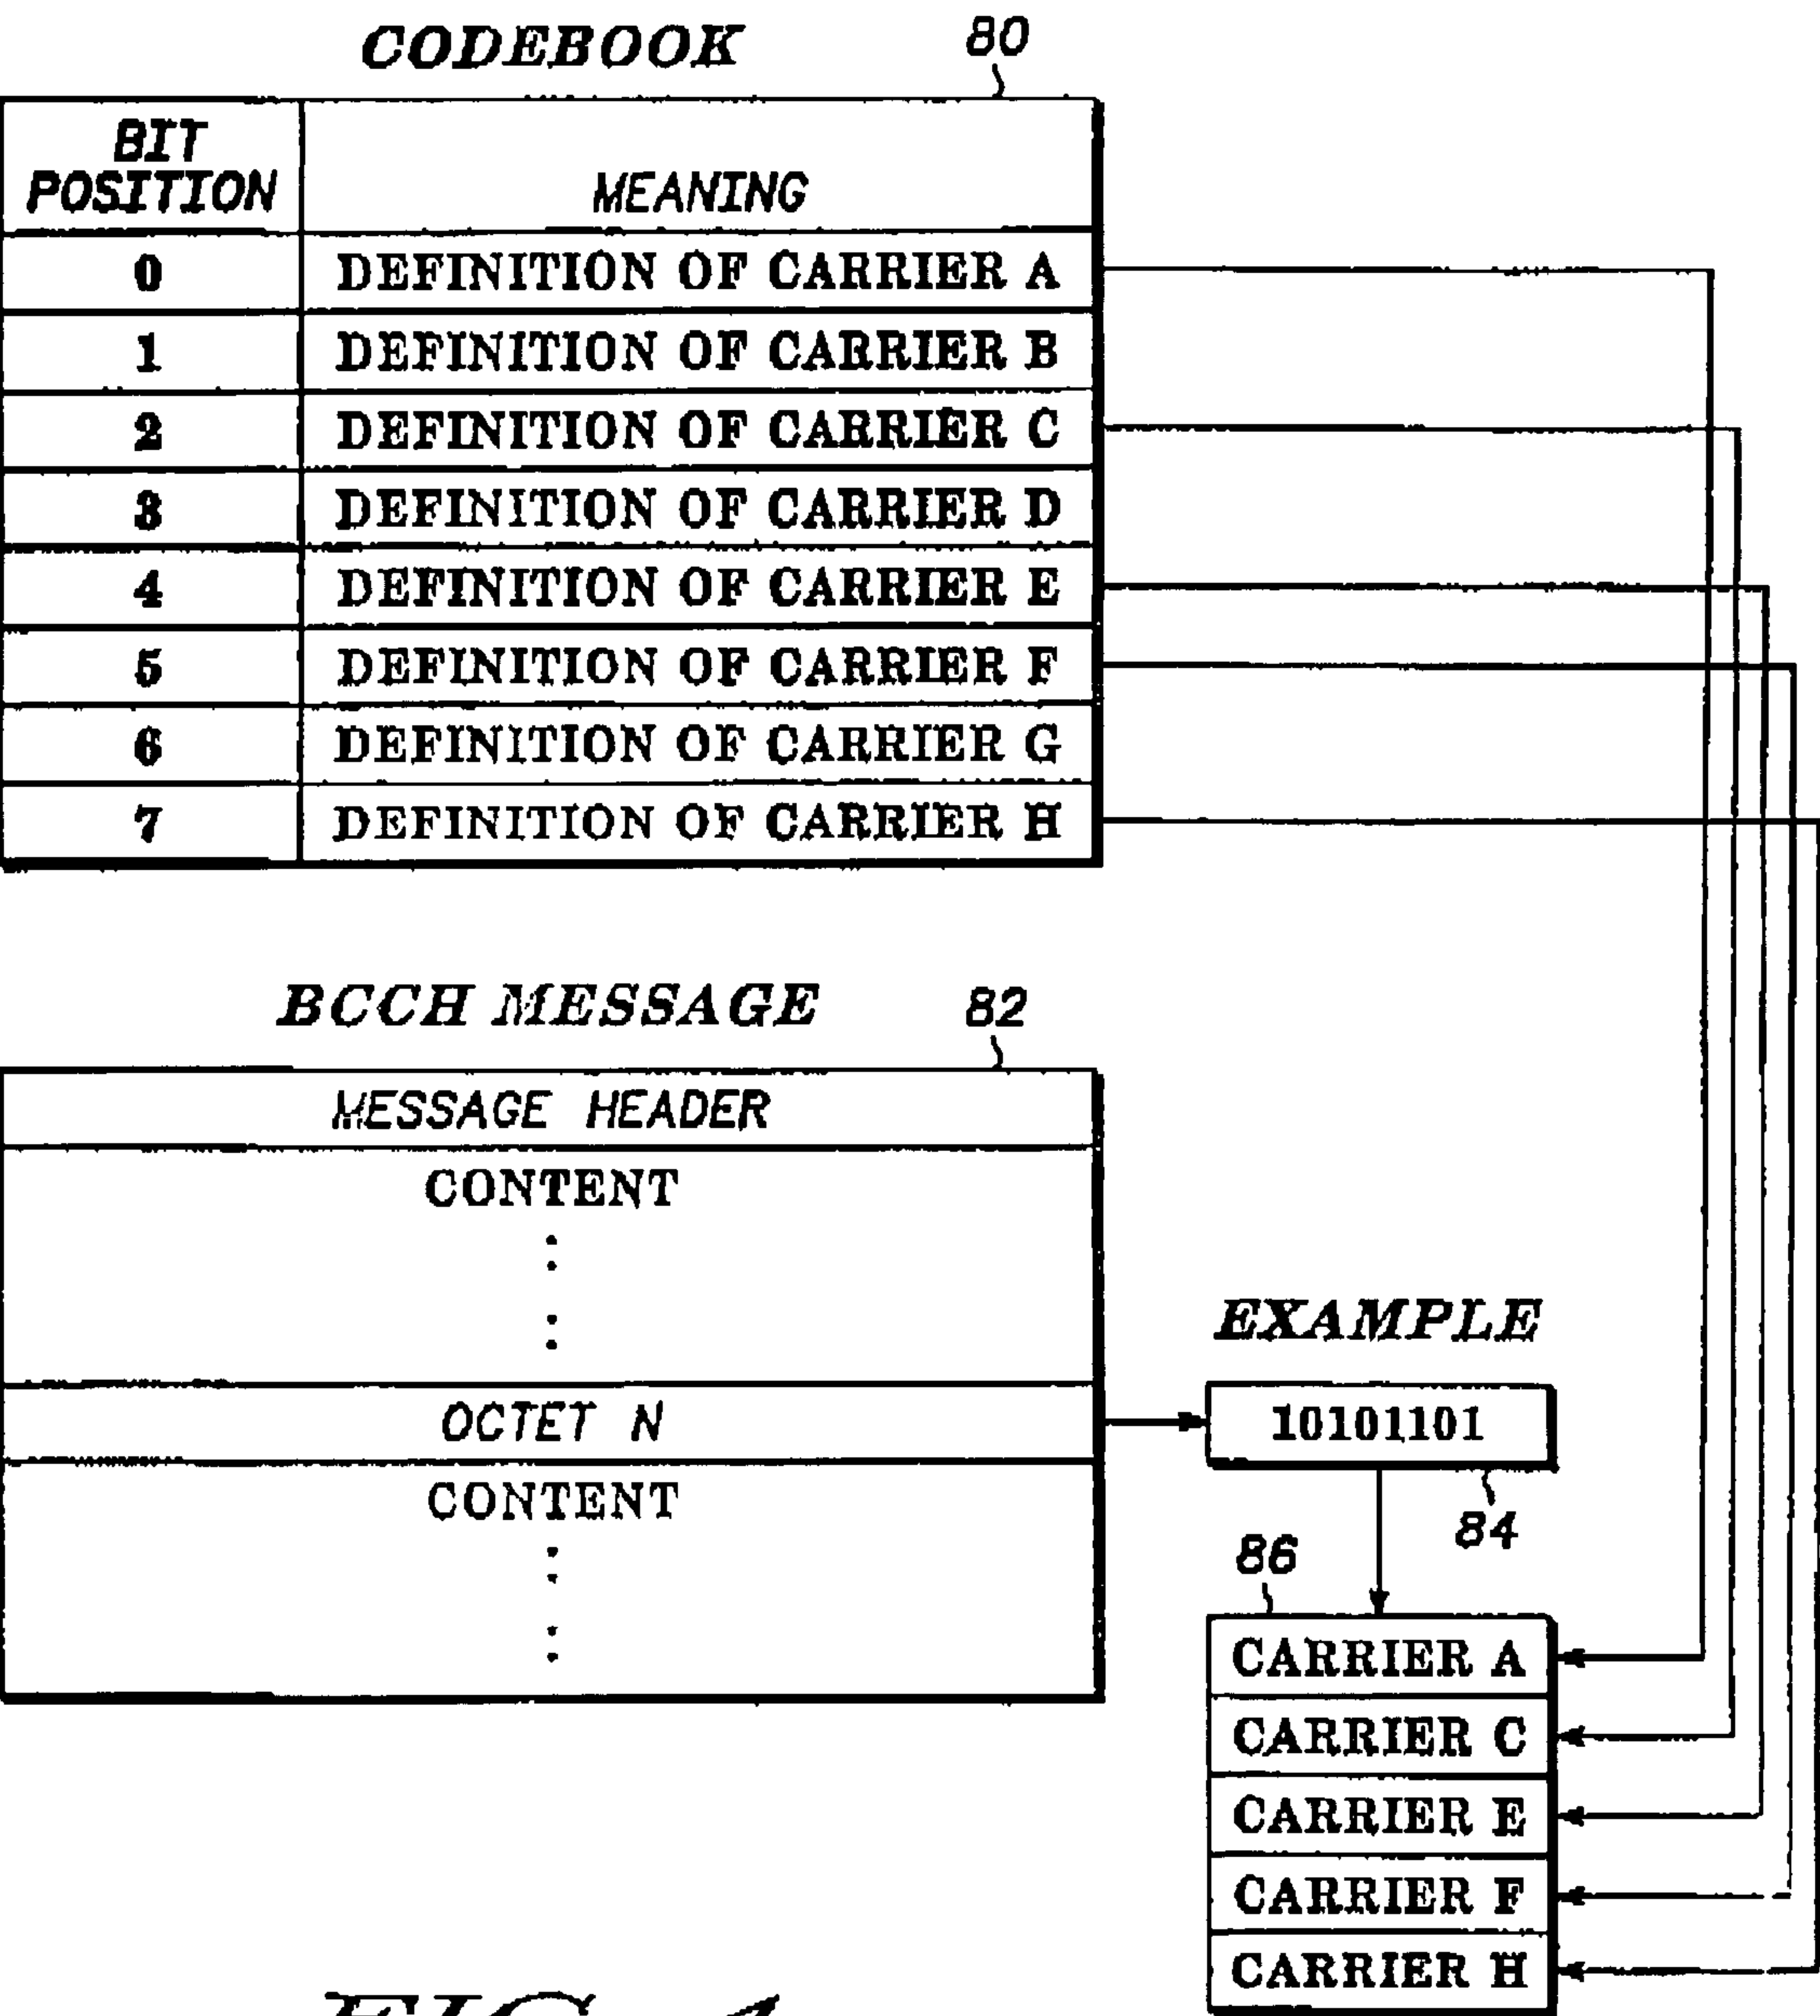 CODEBOOK
80
BIT POSITION MEANING
0 DEFINITION OF CARRIER A
1 DEFINITION OF CARRIER B
2 DEFINITION OF CARRIER C
3 DEFINITION OF CARRIER D
4 DEFINITION OF CARRIER E
5 DEFINITION OF CARRIER F
6 DEFINITION OF CARRIER G
7 DEFINITION OF CARRIER H
BCCH MESSAGE
82
MESSAGE HEADER
CONTENT
OCTET N
CONTENT
EXAMPLE
10101101
84
86
CARRIER A
CARRIER C
CARRIER E
CARRIER F
CARRIER H